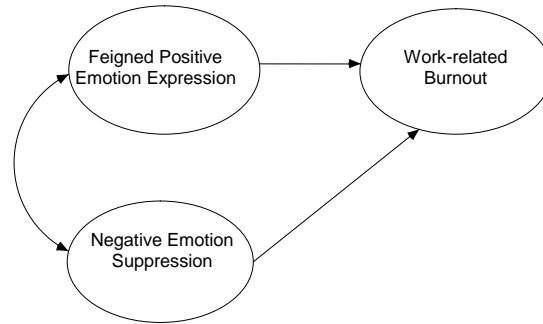 Feigned Positive
Emotion Expression
Work-related
Burnout
Negative Emotion
Suppression